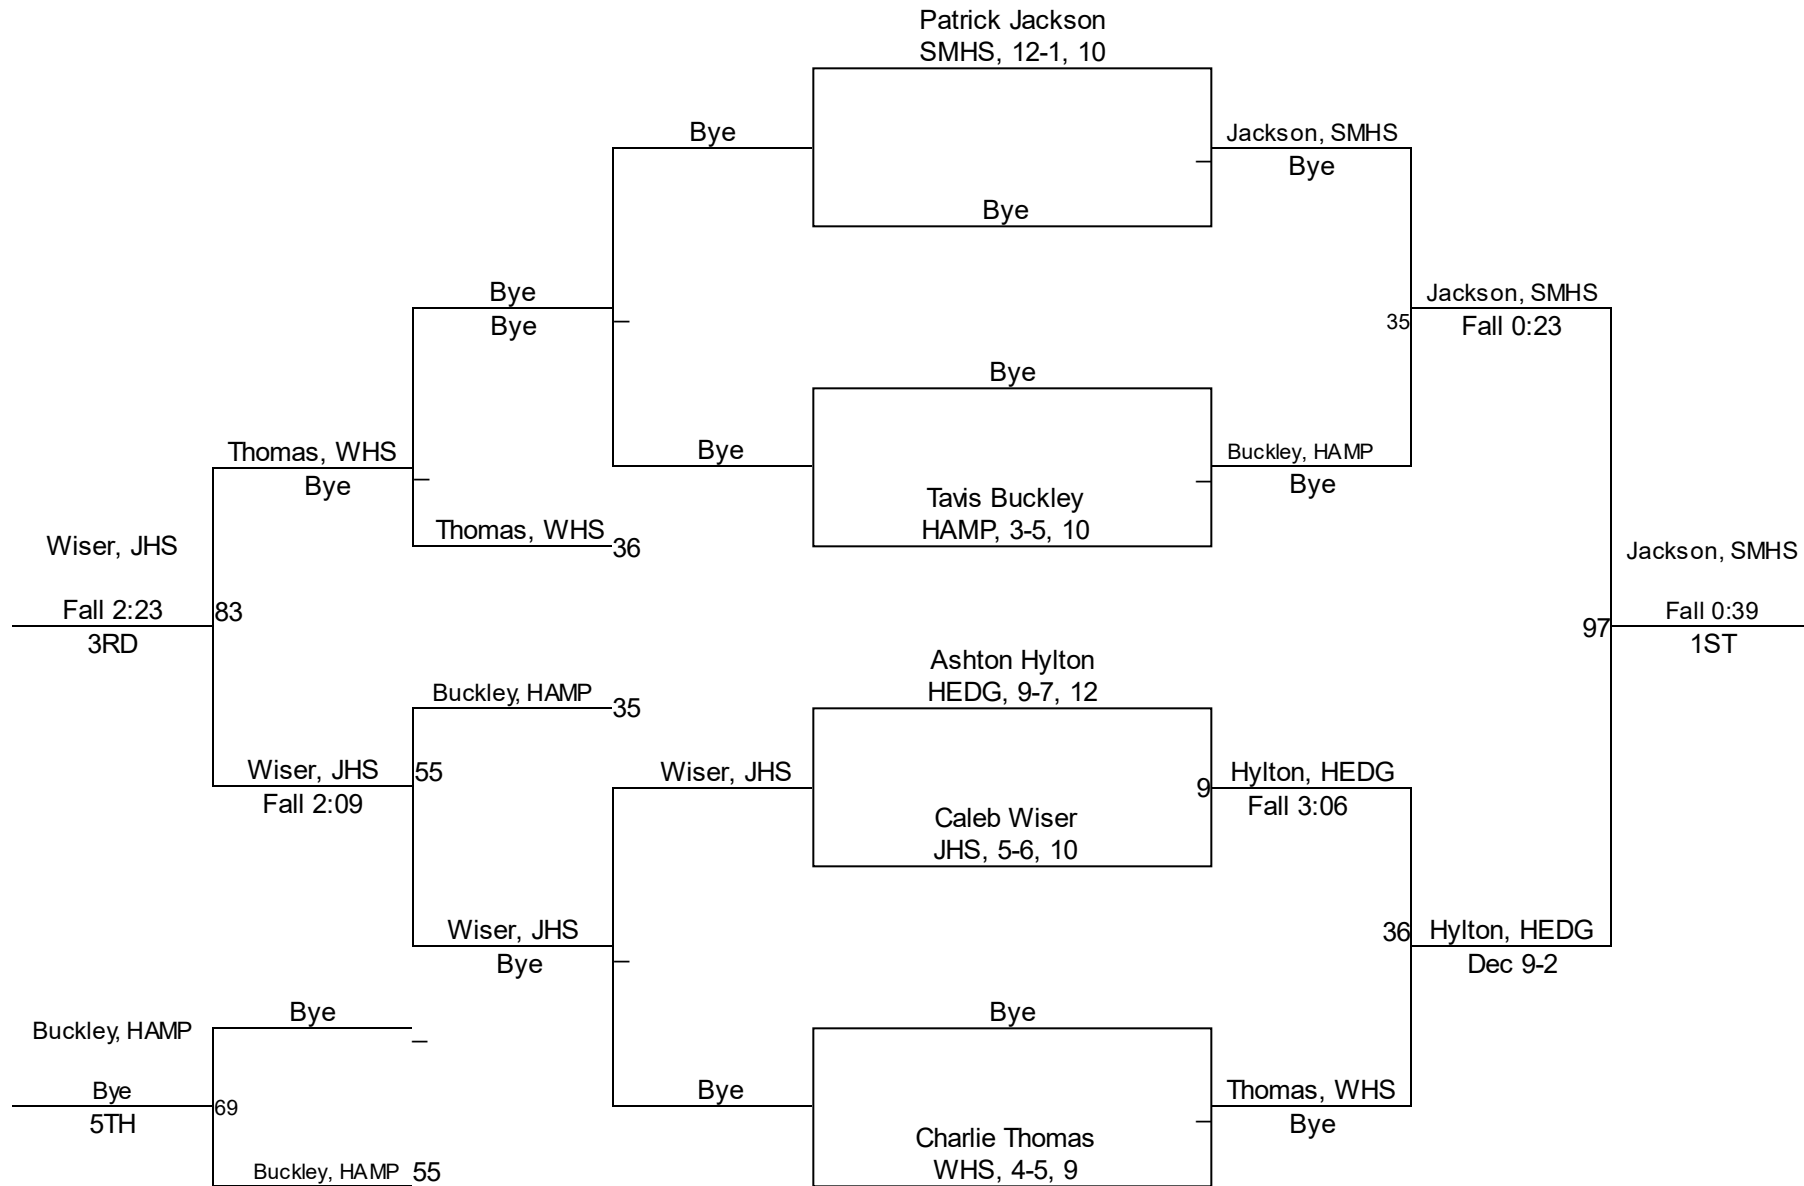 Patrick Jackson
SMHS, 12-1, 10
Bye
Jackson, SMHS
Bye
Bye
Bye
Bye
Jackson, SMHS
35
Fall 0:23
Bye
Bye
Buckley, HAMP
Bye
Thomas, WHS
Bye
Tavis Buckley
HAMP, 3-5, 10
Thomas, WHS
36
Wiser, JHS
Jackson, SMHS
Fall 2:23
83
3RD
97
Fall 0:39
1ST
Ashton Hylton
HEDG, 9-7, 12
Buckley, HAMP
35
Wiser, JHS
55
Fall 2:09
Wiser, JHS
9
Hylton, HEDG
Fall 3:06
Caleb Wiser
JHS, 5-6, 10
Wiser, JHS
Bye
36
Hylton, HEDG
Dec 9-2
Bye
Bye
Buckley, HAMP
Bye
69
5TH
Bye
Thomas, WHS
Bye
Charlie Thomas
WHS, 4-5, 9
Buckley, HAMP
55